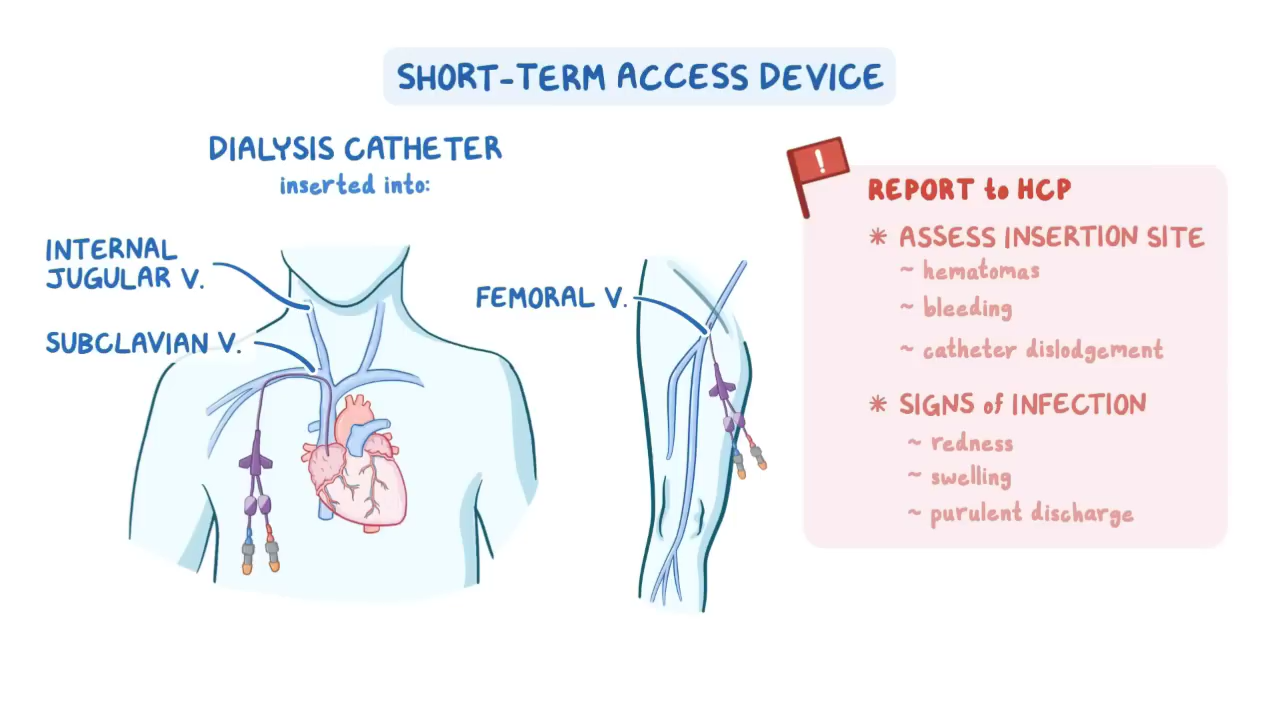 SHORT-TERM ACCESS DEVICE
DIALYSIS CATHETER
inserted into:
INTERNAL
JUGULAR V.
SUBCLAVIAN V.
FEMORAL V.
!
REPORT to HCP
* ASSESS INSERTION SITE
~ hematomas
~ bleeding
~ catheter dislodgement
* SIGNS of INFECTION
~ redness
~ swelling
~ purulent discharge